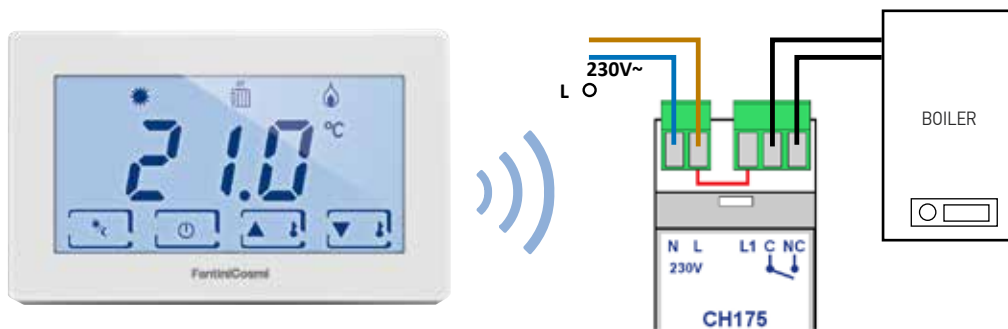 21.0 °C
FantiniCosmi
230V~
L
BOILER
N L L1 C NC
230V
CH175